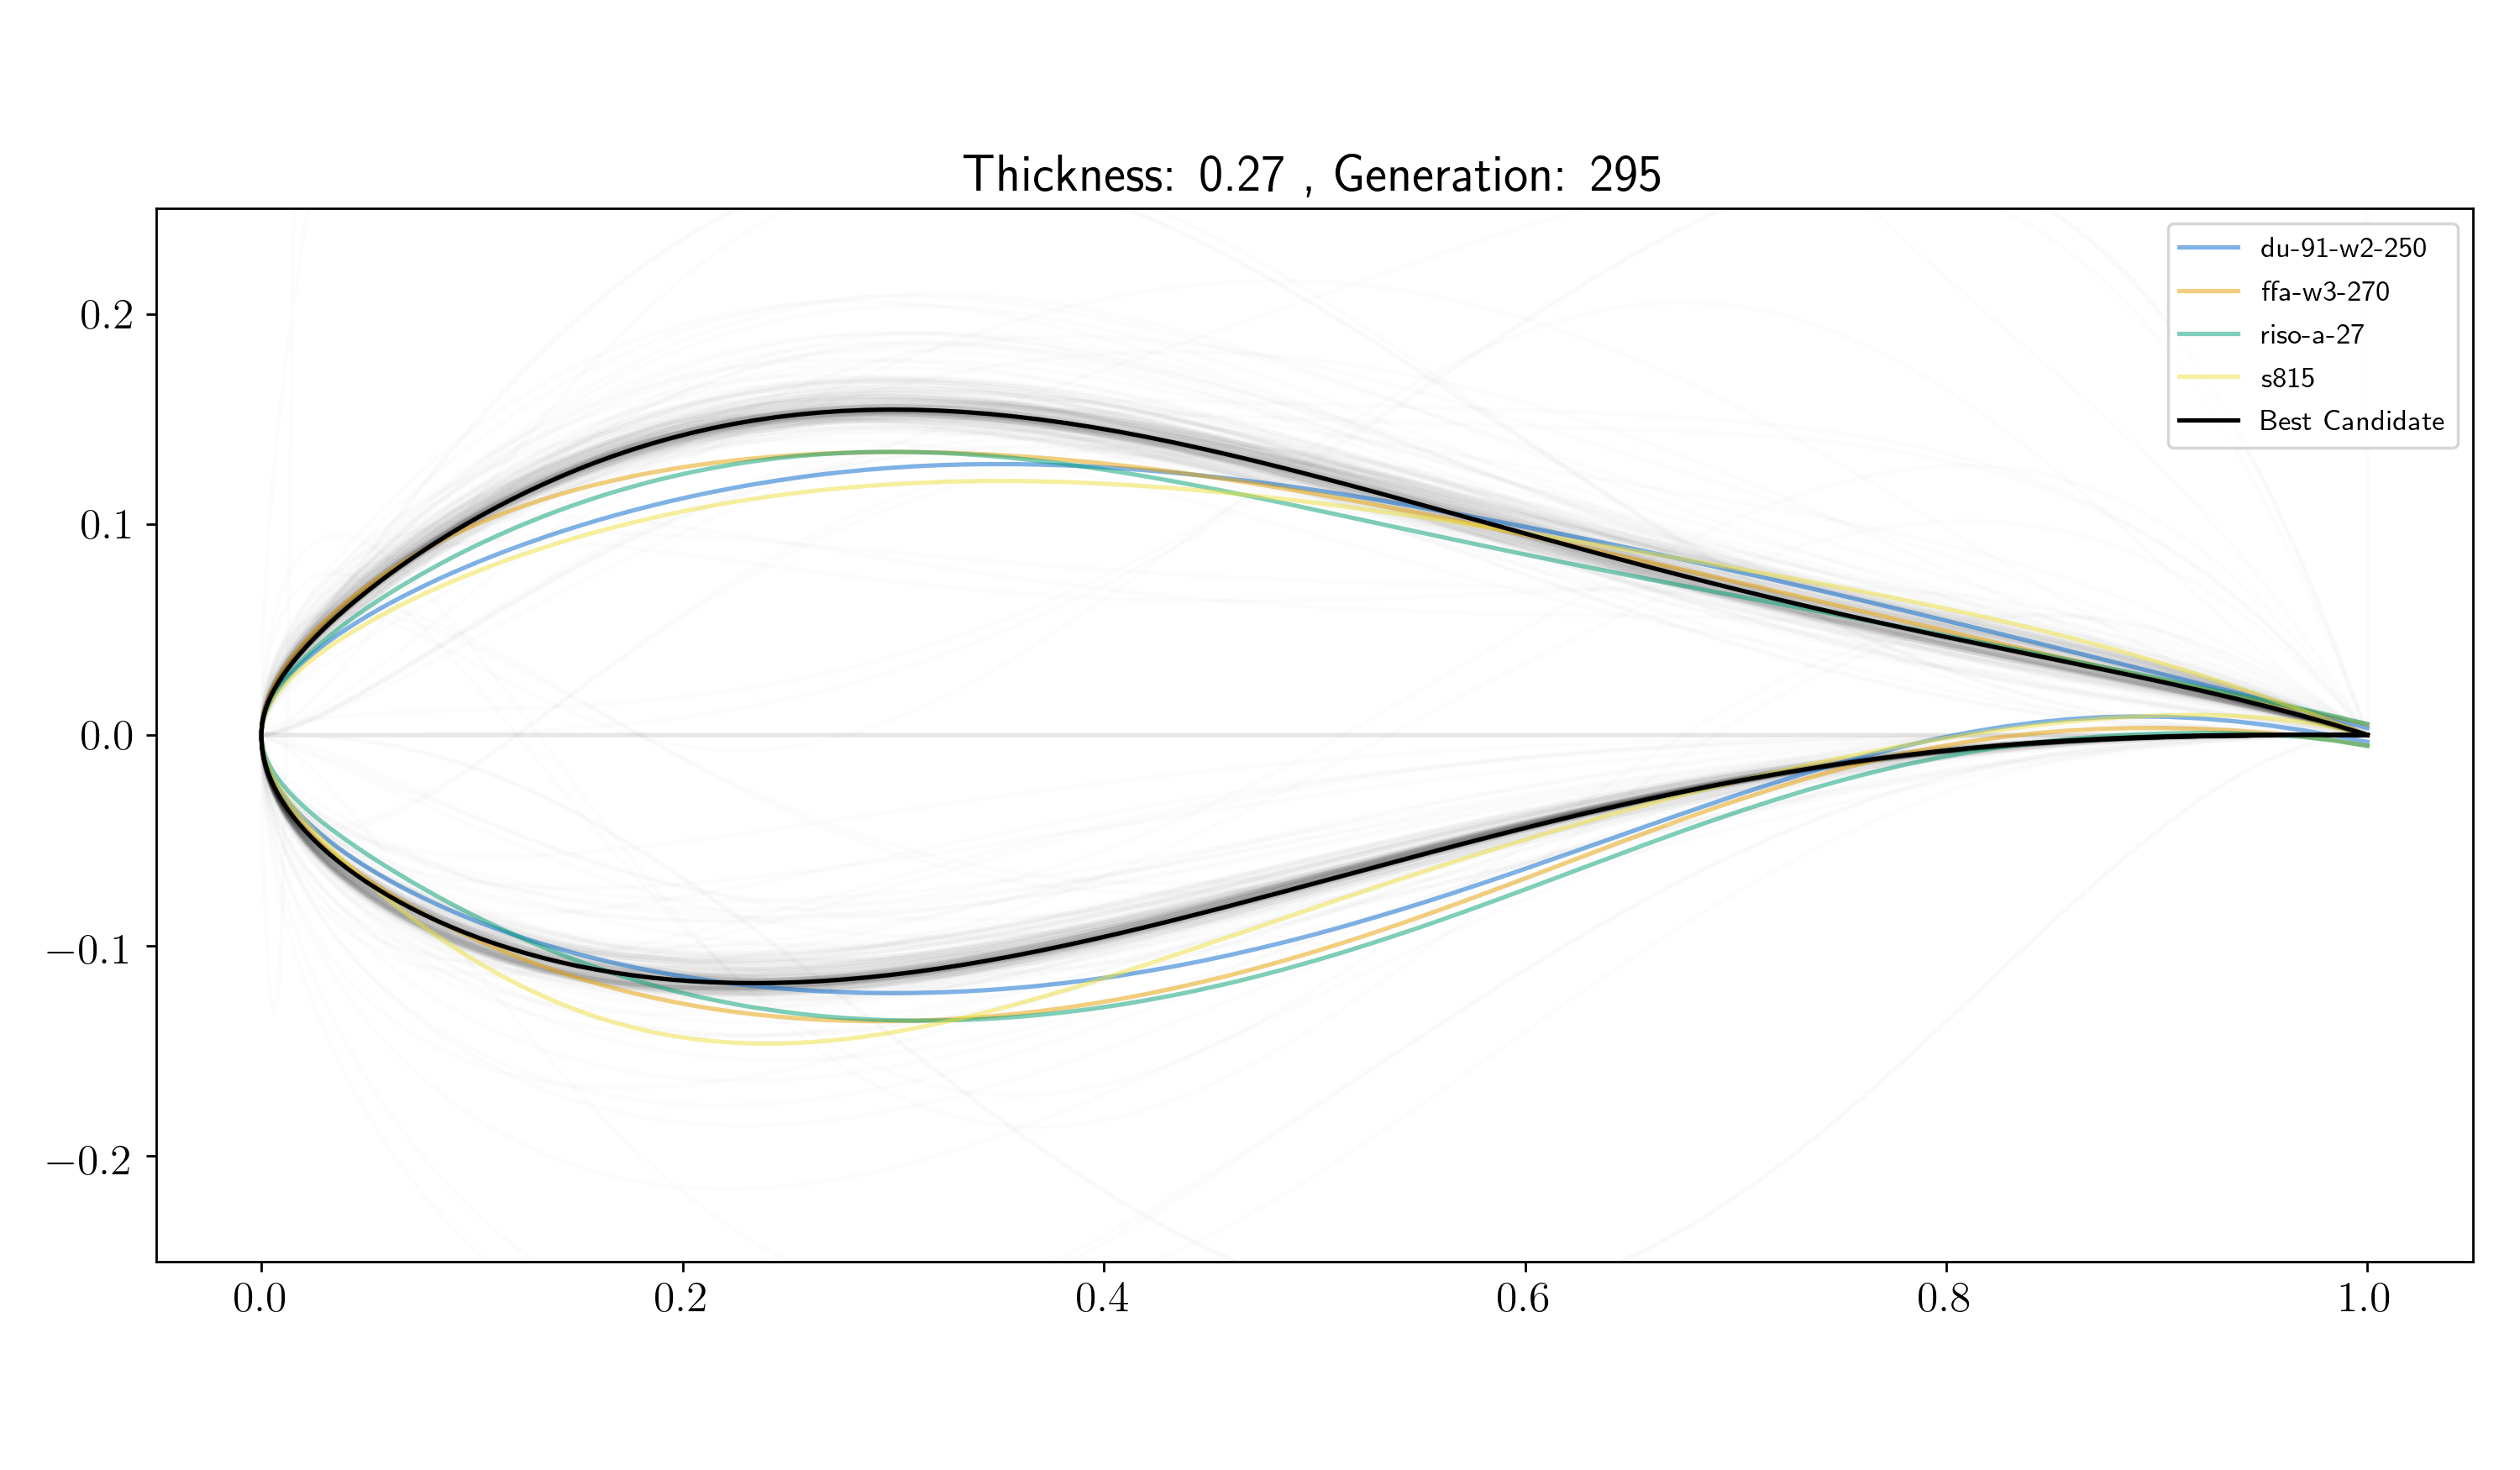 Thickness: 0.27 , Generation: 295
du-91-w2-250
ffa-w3-270
riso-a-27
s815
Best Candidate
0.2
0.1
0.0
−0.1
−0.2
0.0 0.2 0.4 0.6 0.8 1.0